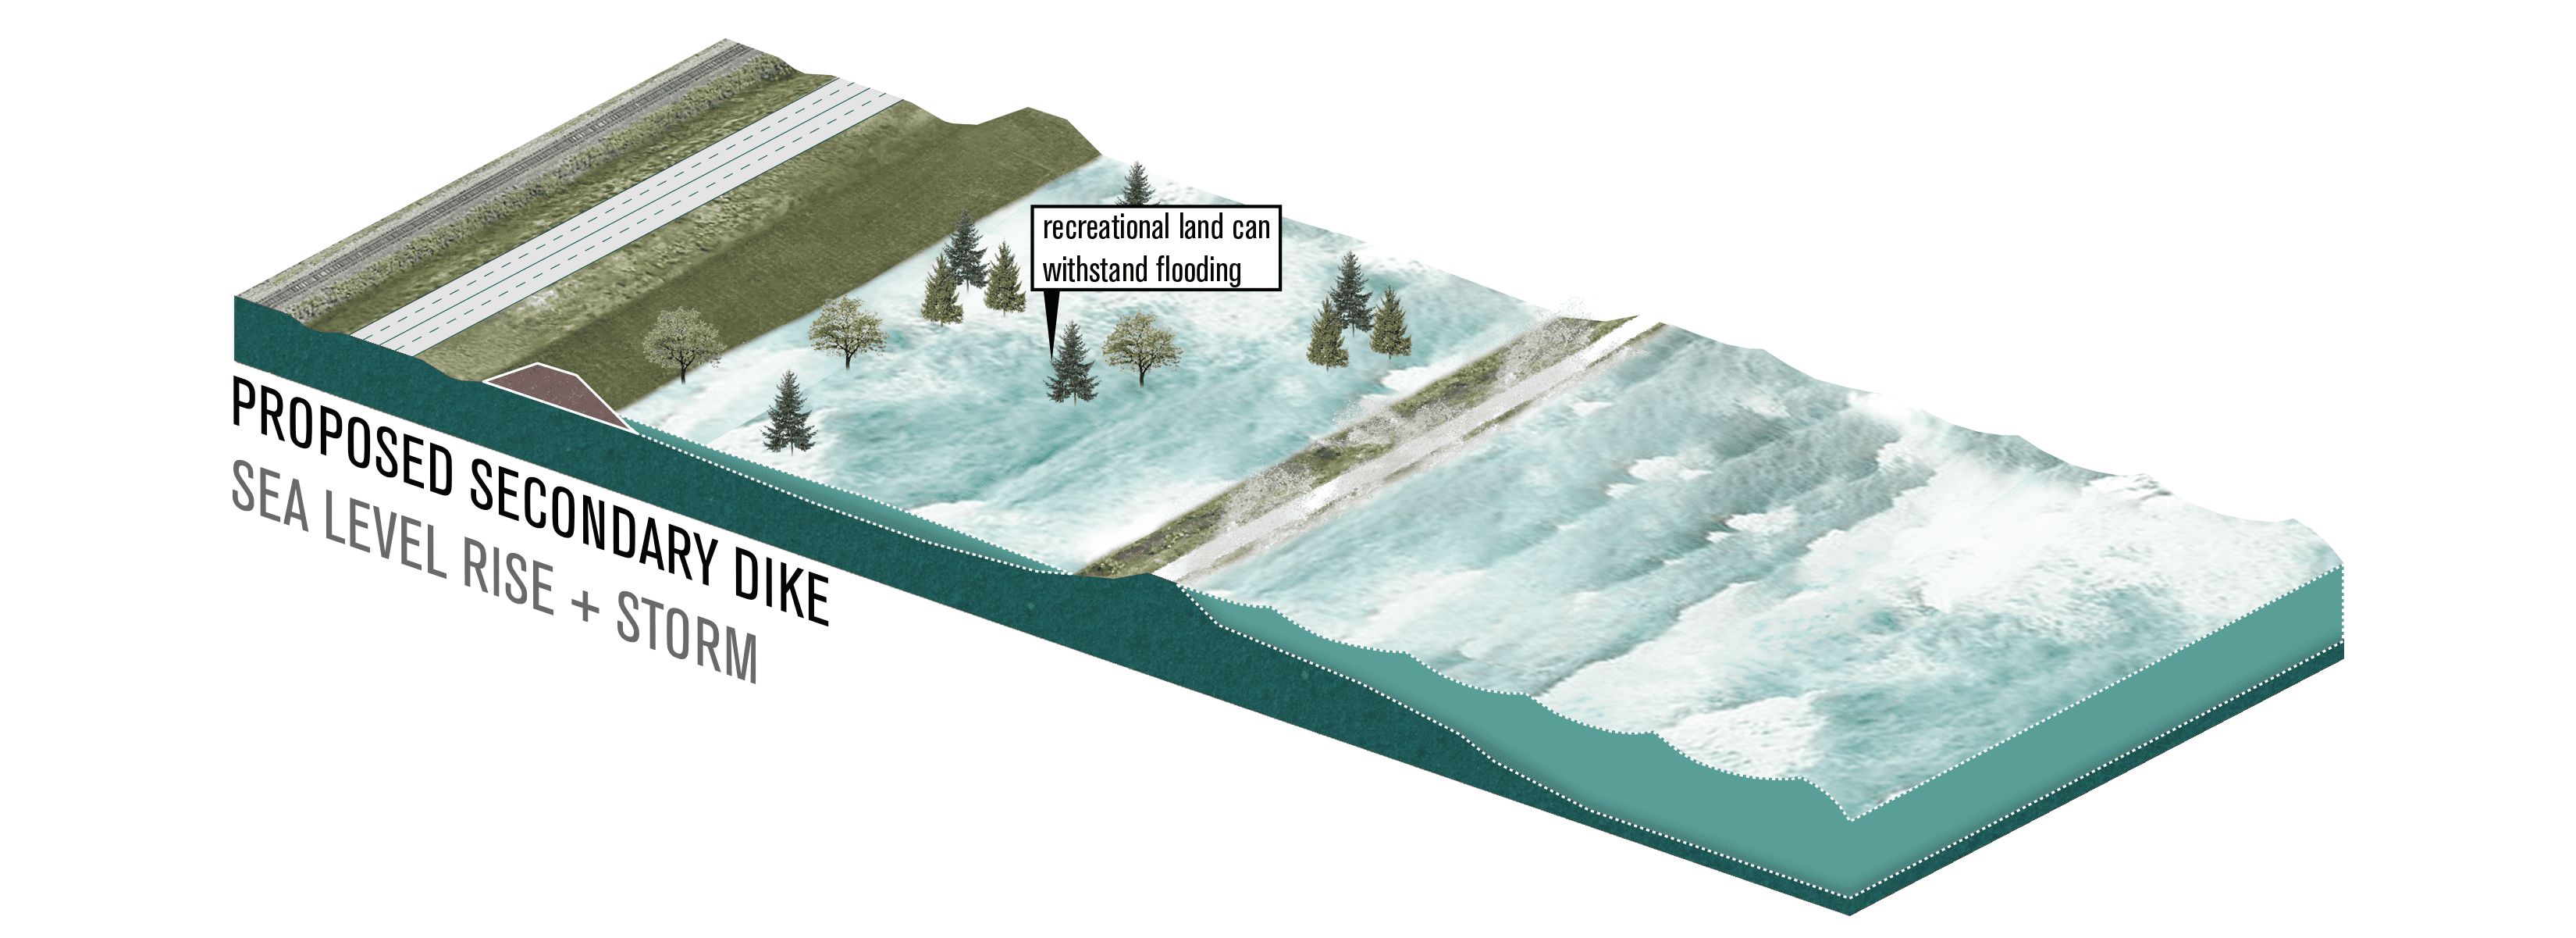 recreational land can
withstand flooding
PROPOSED SECONDARY DIKE
SEA LEVEL RISE + STORM